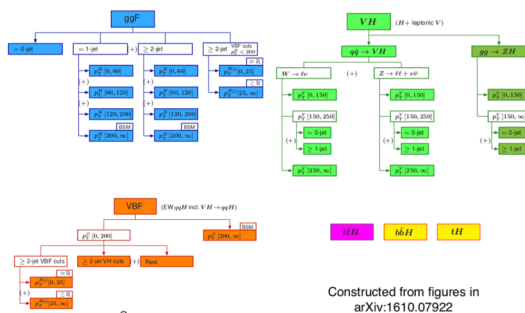 ggF
= 0-jet
= 1-jet
(+)
≥ 2-jet
≥ 2-jet VBF cuts
p_T^j < 200
≃ 2j
p_T^H [0, 60]
p_T^H [0, 60]
p_T^{Hjj} [0, 25]
(+)
(+)
≃ 3j
p_T^H [60, 120]
p_T^H [60, 120]
p_T^{Hjj} [25, ∞]
(+)
(+)
p_T^H [120, 200]
p_T^H [120, 200]
BSM
BSM
p_T^H [200, ∞]
p_T^H [200, ∞]
VH
(H + leptonic V)
qq̄ → VH
gg → ZH
W → ℓν
(+)
Z → ℓℓ + νν̄
p_T^V [0, 150]
p_T^V [0, 150]
p_T^V [0, 150]
p_T^V [150, 250]
p_T^V [150, 250]
p_T^V [150, ∞]
= 0-jet
= 0-jet
= 0-jet
(+)
(+)
(+)
≥ 1-jet
≥ 1-jet
≥ 1-jet
p_T^V [250, ∞]
p_T^V [250, ∞]
VBF
(EW qqH incl. VH → qqH)
BSM
p_T^j [0, 200]
p_T^j [200, ∞]
≥ 2-jet VBF cuts
≥ 2-jet VH cuts
(+)
Rest
≃ 2j
p_T^{Hjj} [0, 25]
(+)
≥ 3j
p_T^{Hjj} [25, ∞]
tt̄H
bb̄H
tH
Constructed from figures in
arXiv:1610.07922